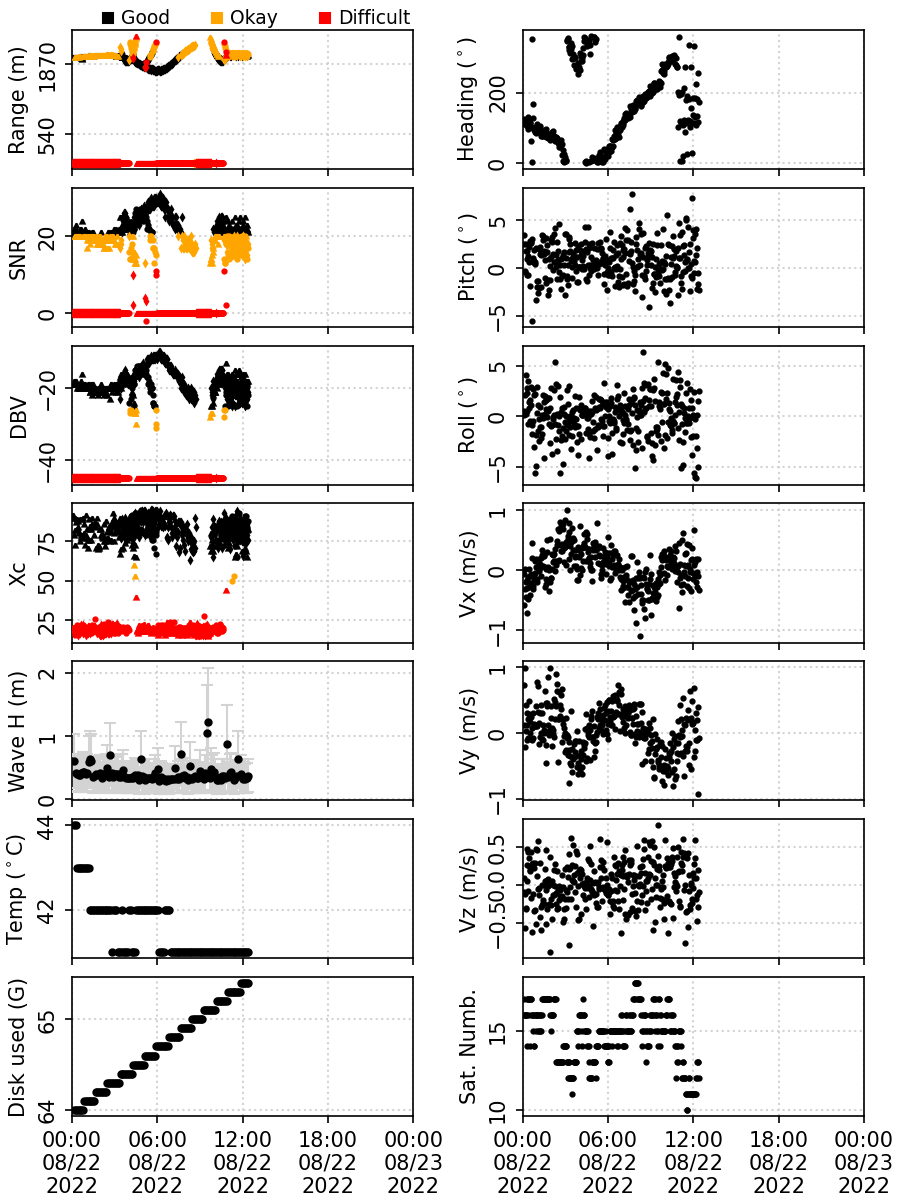 Good Okay Difficult
Range (m)
1870
540
Heading (°)
200
0
SNR
20
0
Pitch (°)
5
0
−5
DBV
−20
−40
Roll (°)
5
0
−5
Xc
75
50
25
Vx (m/s)
1
0
−1
Wave H (m)
2
1
0
Vy (m/s)
1
0
−1
Temp (°C)
44
42
Vz (m/s)
0.5
0.0
−0.5
Disk used (G)
65
64
Sat. Numb.
15
10
00:00 06:00 12:00 18:00 00:00
08/22 08/22 08/22 08/22 08/23
2022 2022 2022 2022 2022
00:00 06:00 12:00 18:00 00:00
08/22 08/22 08/22 08/22 08/23
2022 2022 2022 2022 2022